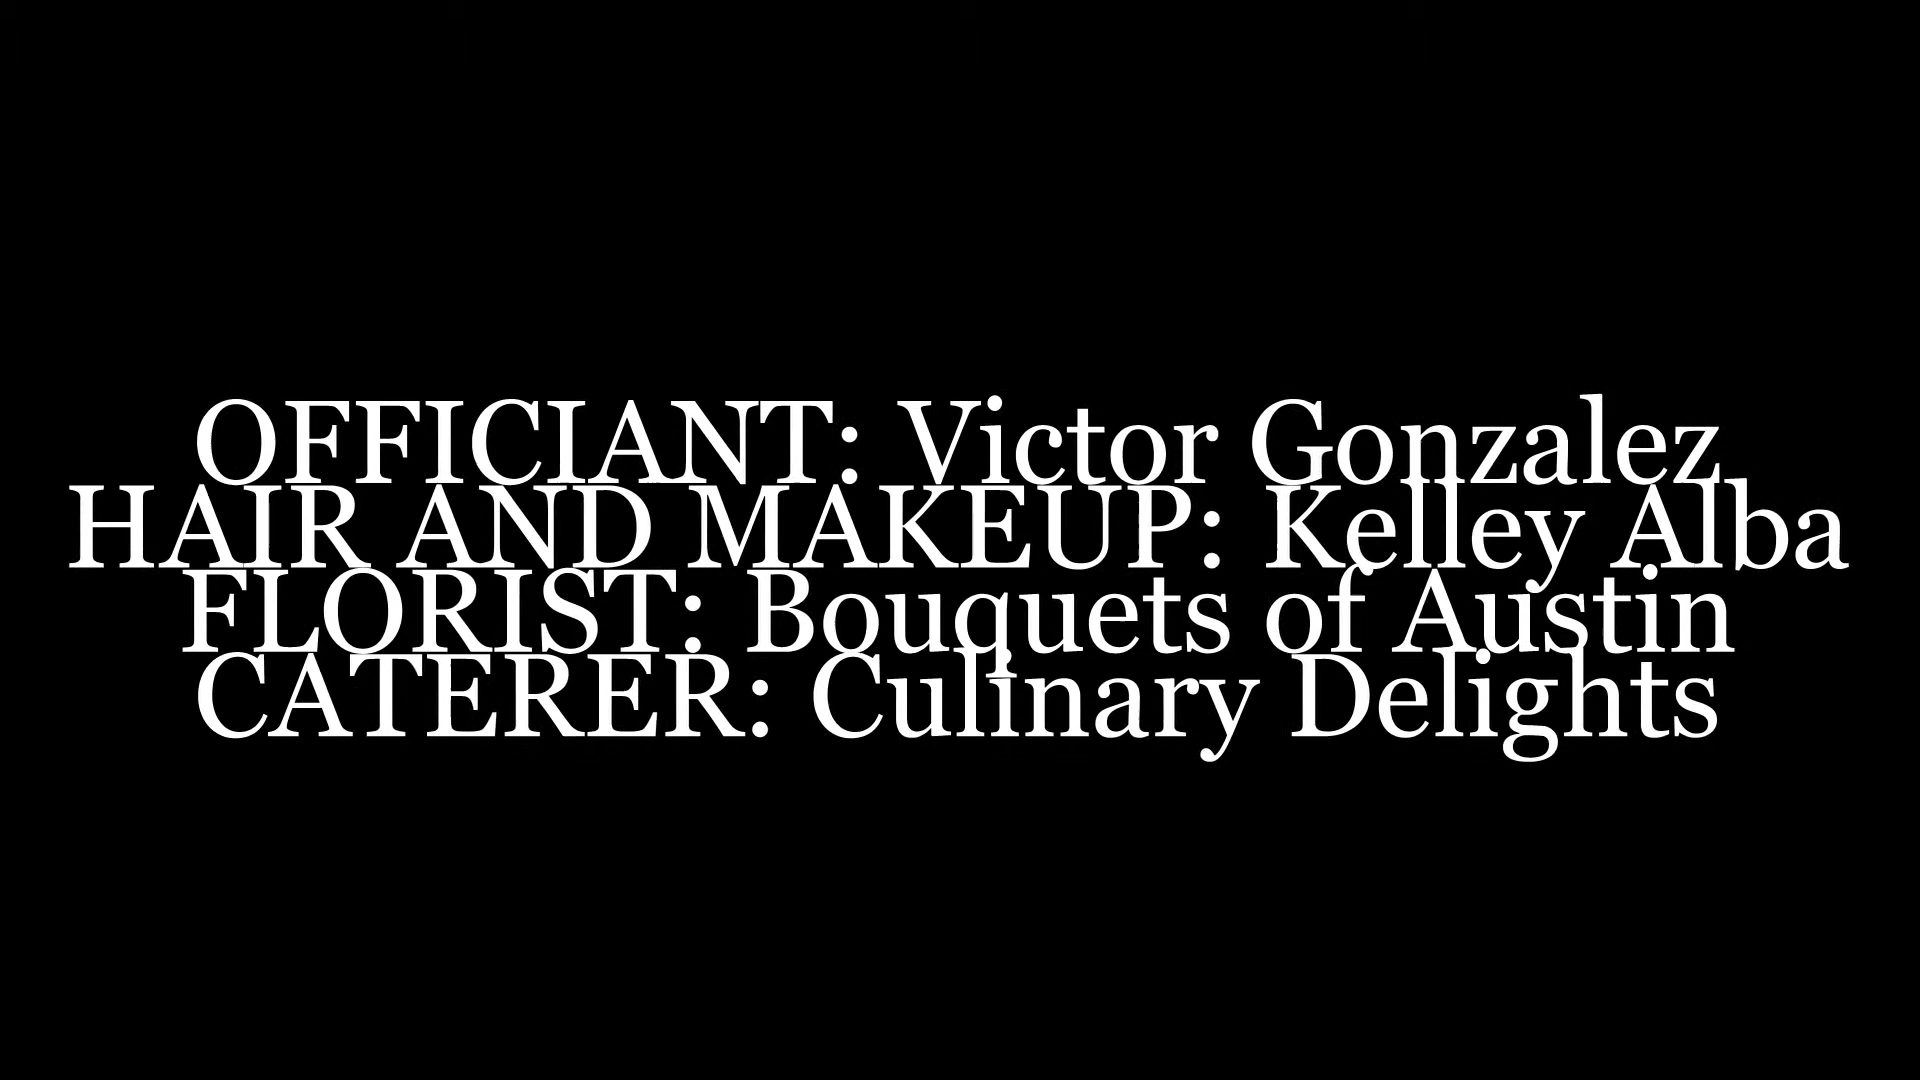 OFFICIANT: Victor Gonzalez
HAIR AND MAKEUP: Kelley Alba
FLORIST: Bouquets of Austin
CATERER: Culinary Delights